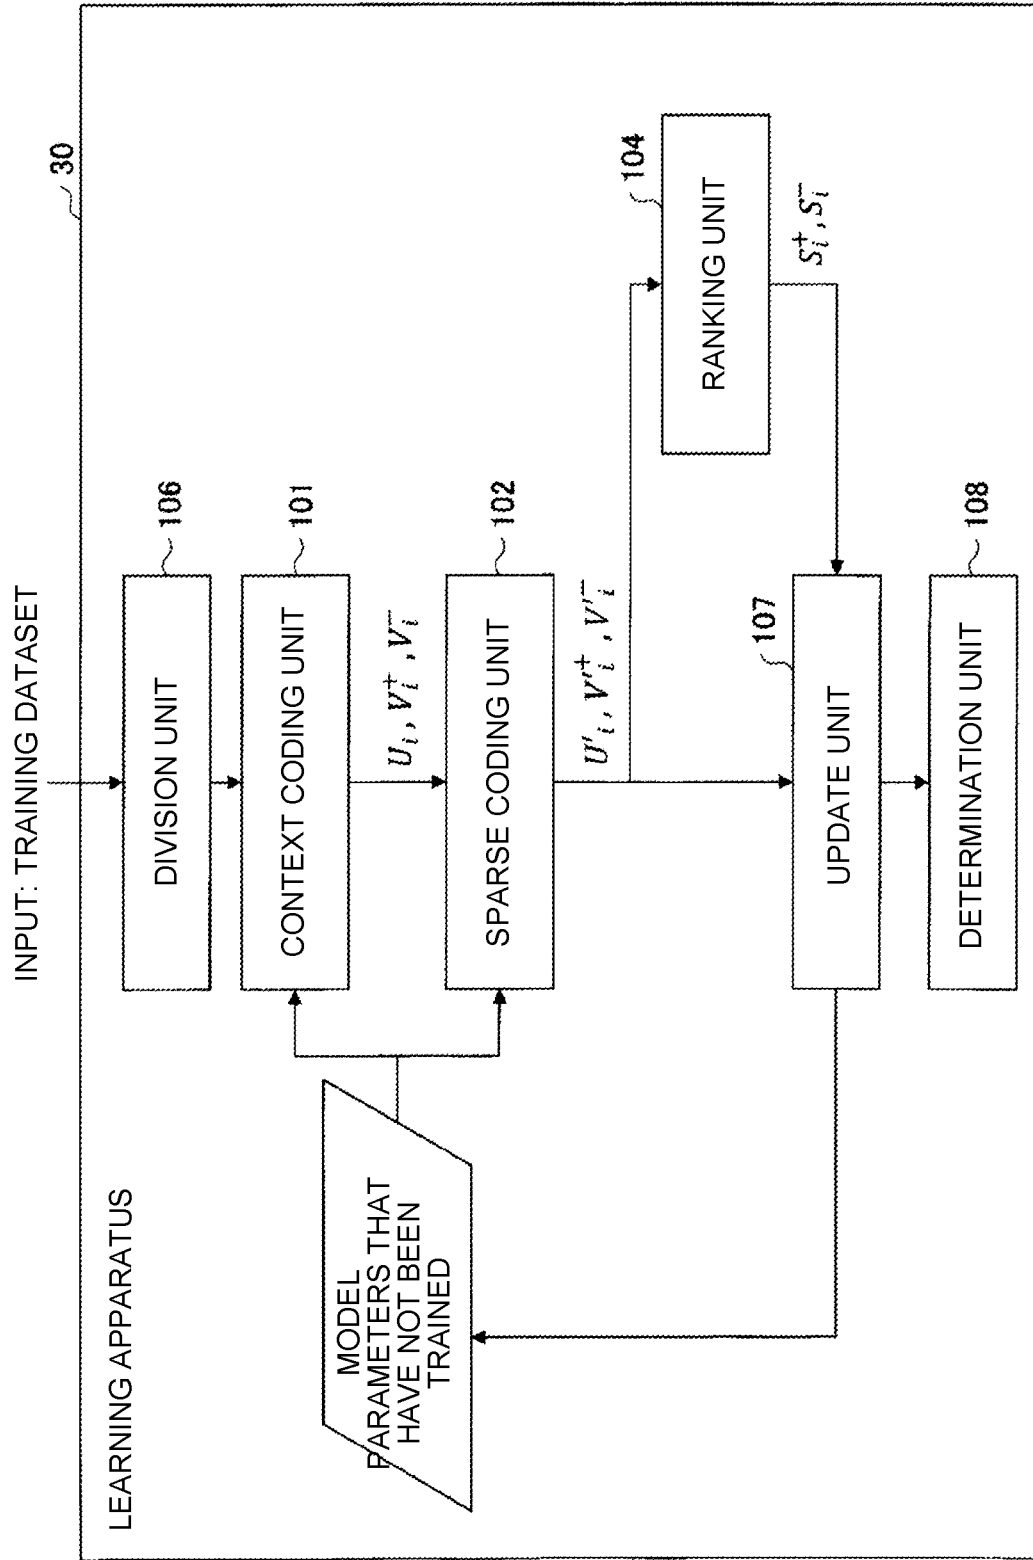 INPUT: TRAINING DATASET
30
LEARNING APPARATUS
DIVISION UNIT
106
CONTEXT CODING UNIT
101
U_i, V_i^+, V_i^-
MODEL
PARAMETERS THAT
HAVE NOT BEEN
TRAINED
SPARSE CODING UNIT
102
U'_i, V'_i^+, V'_i^-
RANKING UNIT
104
S_i^+, S_i^-
UPDATE UNIT
107
DETERMINATION UNIT
108